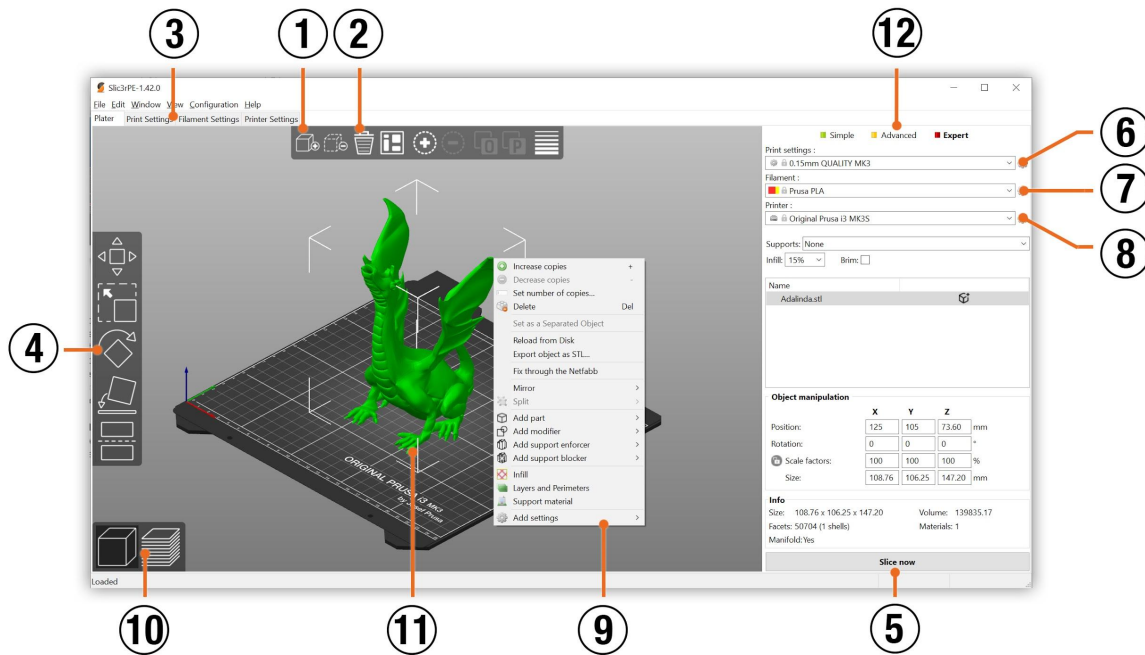 3
1
2
12
Slic3rPE-1.42.0
File Edit Window View Configuration Help
Plater Print Settings Filament Settings Printer Settings
Simple Advanced Expert
Print settings :
0.15mm QUALITY MK3
6
Filament :
Prusa PLA
7
Printer :
Original Prusa i3 MK3S
8
Supports: None
Infill: 15% Brim:
Name
Adalinda.stl
4
Increase copies +
Decrease copies -
Set number of copies...
Delete Del
Set as a Separated Object
Reload from Disk
Export object as STL...
Fix through the Netfabb
Mirror
Split
Add part
Add modifier
Add support enforcer
Add support blocker
Infill
Layers and Perimeters
Support material
Add settings
ORIGINAL PRUSA i3 MK3
by Josef Prusa
Object manipulation
X Y Z
Position: 125 105 73.60 mm
Rotation: 0 0 0 °
Scale factors: 100 100 100 %
Size: 108.76 106.25 147.20 mm
Info
Size: 108.76 x 106.25 x 147.20 Volume: 139835.17
Facets: 50704 (1 shells) Materials: 1
Manifold: Yes
Slice now
Loaded
10
11
9
5